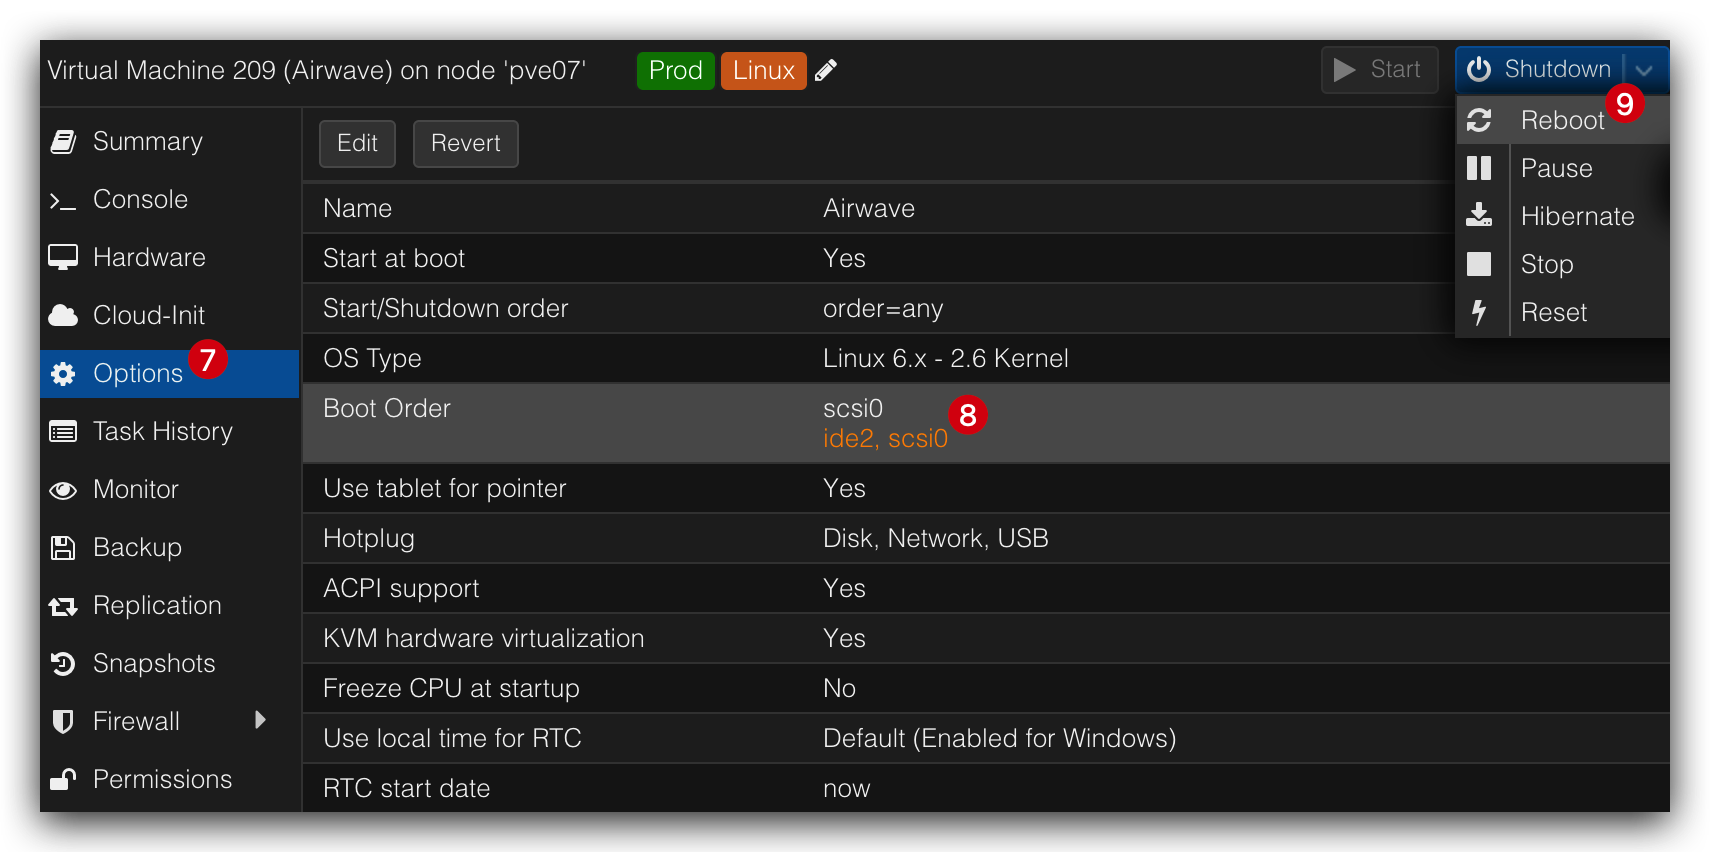 Virtual Machine 209 (Airwave) on node 'pve07' Prod Linux Start Shutdown
Summary
Console
Hardware
Cloud-Init
Options 7
Task History
Monitor
Backup
Replication
Snapshots
Firewall
Permissions
Edit Revert
Name Airwave
Start at boot Yes
Start/Shutdown order order=any
OS Type Linux 6.x - 2.6 Kernel
Boot Order scsi0 8
ide2, scsi0
Use tablet for pointer Yes
Hotplug Disk, Network, USB
ACPI support Yes
KVM hardware virtualization Yes
Freeze CPU at startup No
Use local time for RTC Default (Enabled for Windows)
RTC start date now
Reboot 9
Pause
Hibernate
Stop
Reset